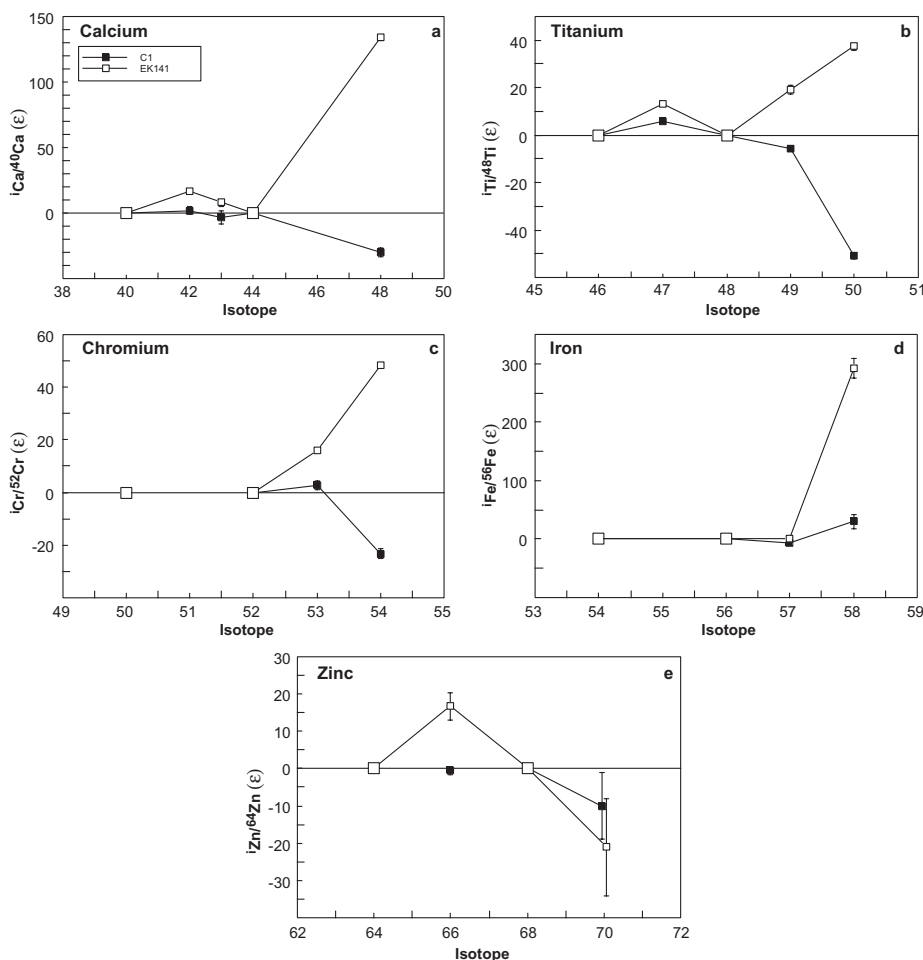 Calcium a
C1
EK141
150
100
50
0
iCa/40Ca (ε)
38 40 42 44 46 48 50
Isotope
Titanium b
40
20
0
-20
-40
iTi/48Ti (ε)
45 46 47 48 49 50 51
Isotope
Chromium c
60
40
20
0
-20
iCr/52Cr (ε)
49 50 51 52 53 54 55
Isotope
Iron d
300
200
100
0
iFe/56Fe (ε)
53 54 55 56 57 58 59
Isotope
Zinc e
30
20
10
0
-10
-20
-30
iZn/64Zn (ε)
62 64 66 68 70 72
Isotope